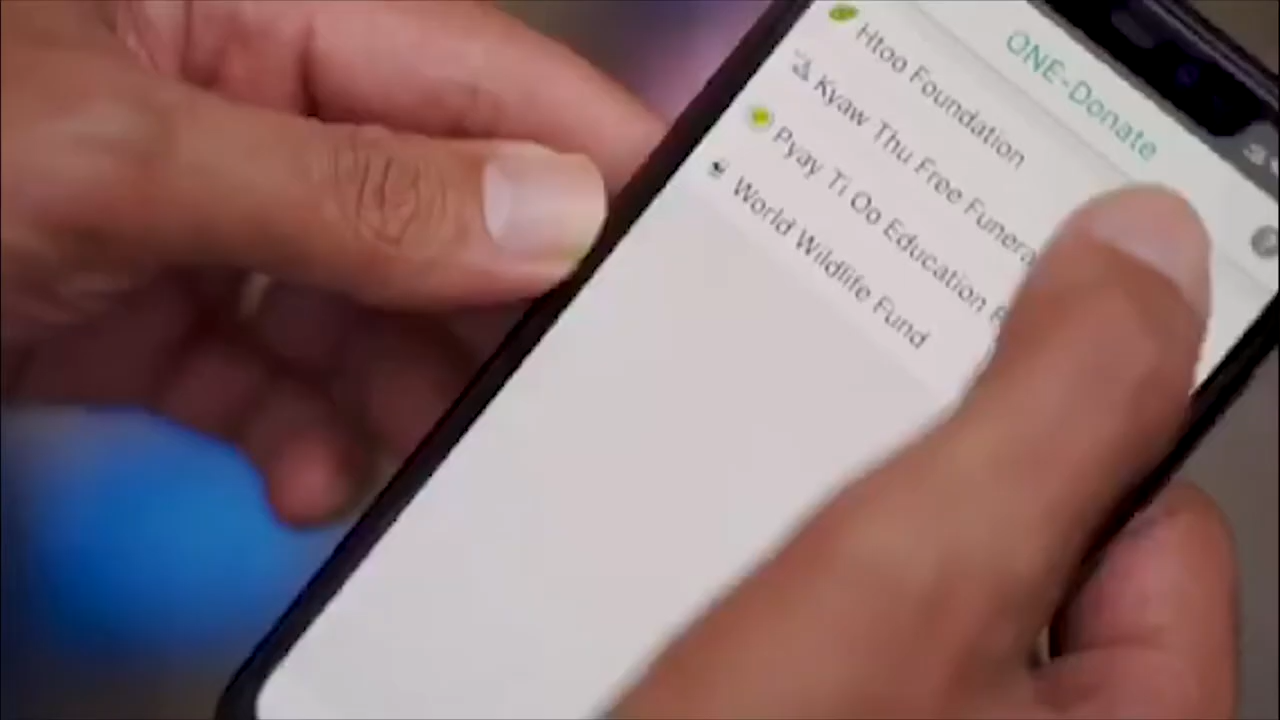 ONE-Donate
Htoo Foundation
Kyaw Thu Free Funera
Pyay Ti Oo Education
World Wildlife Fund